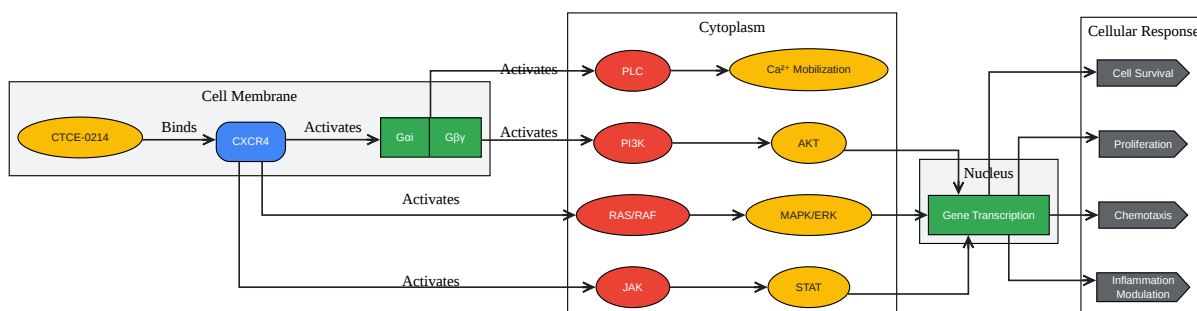 Cell Membrane
CTCE-0214
Binds
CXCR4
Activates
Gαi
Gβγ
Activates
Activates
Activates
Activates
Cytoplasm
PLC
Ca²⁺ Mobilization
PI3K
AKT
RAS/RAF
MAPK/ERK
JAK
STAT
Nucleus
Gene Transcription
Cellular Response
Cell Survival
Proliferation
Chemotaxis
Inflammation
Modulation